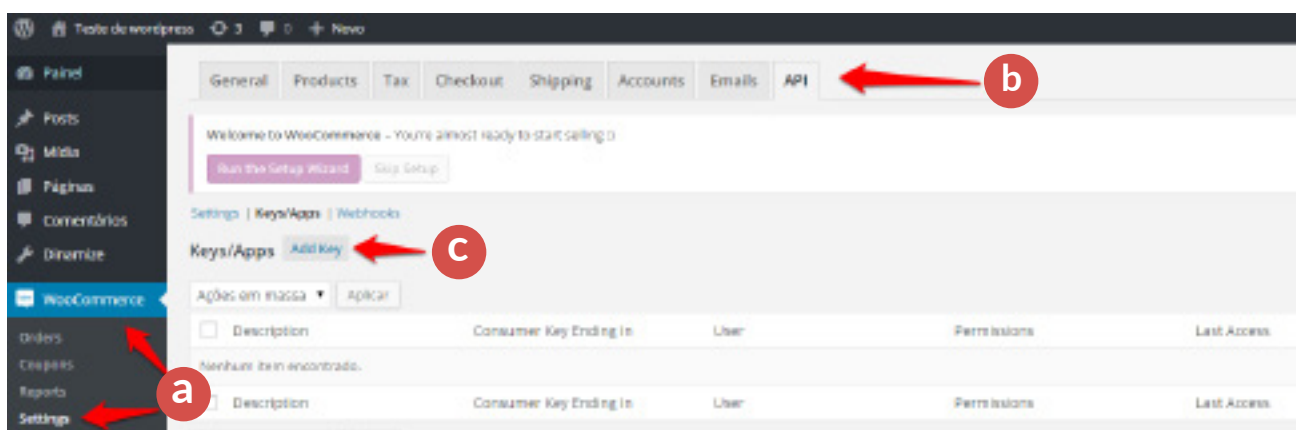 Teste de wordpress 3 0 + Novo
Painel
General Products Tax Checkout Shipping Accounts Emails API
b
Posts
Mídia
Páginas
Comentários
Dinamize
WooCommerce
Orders
Coupons
Reports
Settings
a
Welcome to WooCommerce – You're almost ready to start selling :)
Run the Setup Wizard Skip Setup
Settings | Keys/Apps | Webhooks
Keys/Apps Add Key
C
Ações em massa Aplicar
Description Consumer Key Ending in User Permissions Last Access
Nenhum item encontrado.
Description Consumer Key Ending in User Permissions Last Access